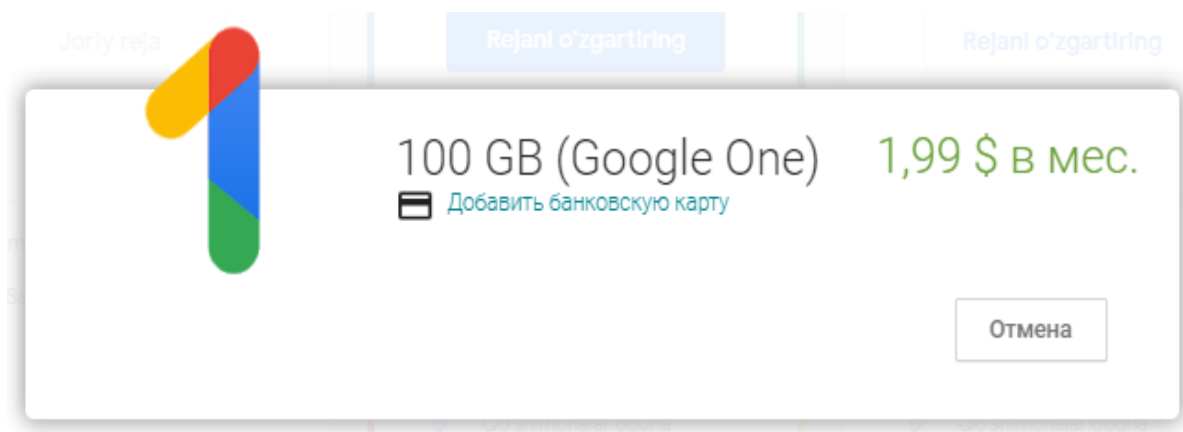 Joriy reja
Rejani o'zgartiring
Rejani o'zgartiring
100 GB (Google One)
1,99 $ в мес.
Добавить банковскую карту
Отмена